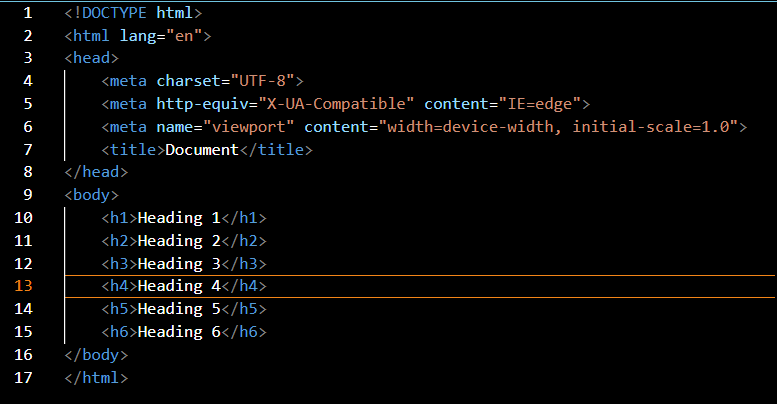 1 <!DOCTYPE html>
2 <html lang="en">
3 <head>
4     <meta charset="UTF-8">
5     <meta http-equiv="X-UA-Compatible" content="IE=edge">
6     <meta name="viewport" content="width=device-width, initial-scale=1.0">
7     <title>Document</title>
8 </head>
9 <body>
10     <h1>Heading 1</h1>
11     <h2>Heading 2</h2>
12     <h3>Heading 3</h3>
13     <h4>Heading 4</h4>
14     <h5>Heading 5</h5>
15     <h6>Heading 6</h6>
16 </body>
17 </html>